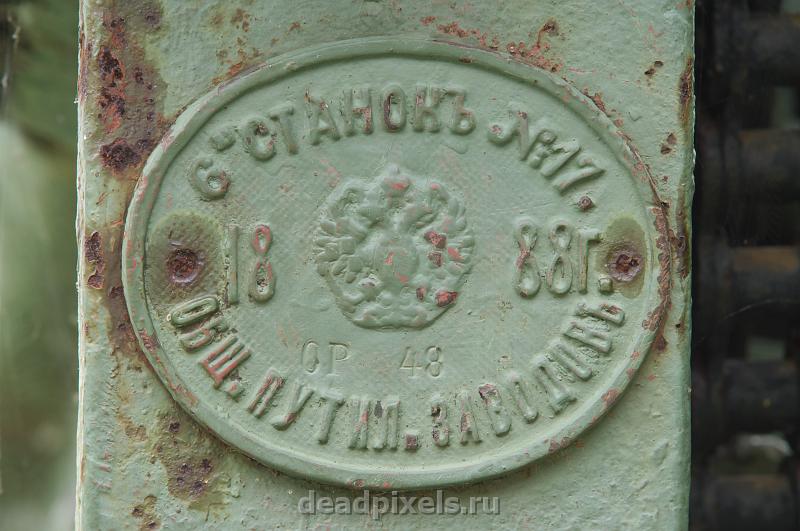 6" СТАНОКЪ №17.
18 88Г.
ОР 48
ОБЩ. ПУТИЛ. ЗАВОДОВЪ
deadpixels.ru